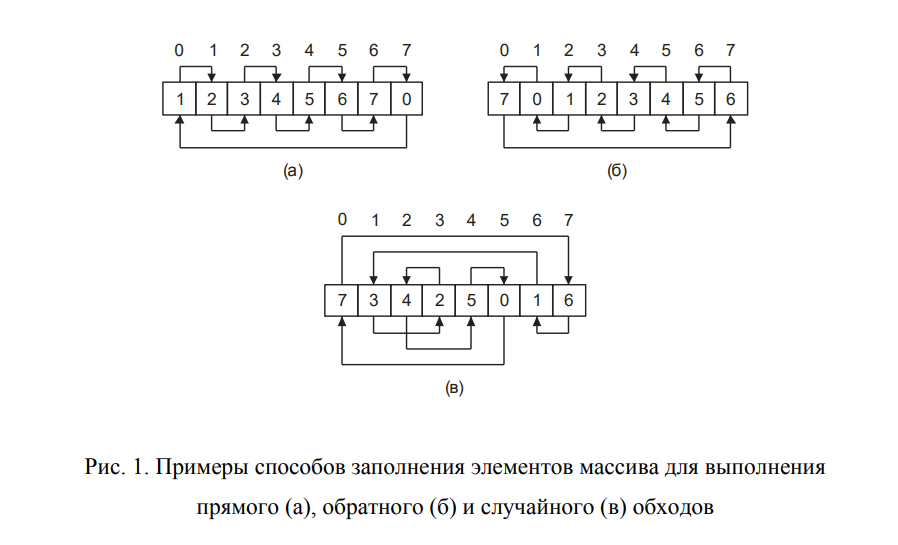 0 1 2 3 4 5 6 7
1 2 3 4 5 6 7 0
(а)
0 1 2 3 4 5 6 7
7 0 1 2 3 4 5 6
(б)
0 1 2 3 4 5 6 7
7 3 4 2 5 0 1 6
(в)
Рис. 1. Примеры способов заполнения элементов массива для выполнения
прямого (а), обратного (б) и случайного (в) обходов